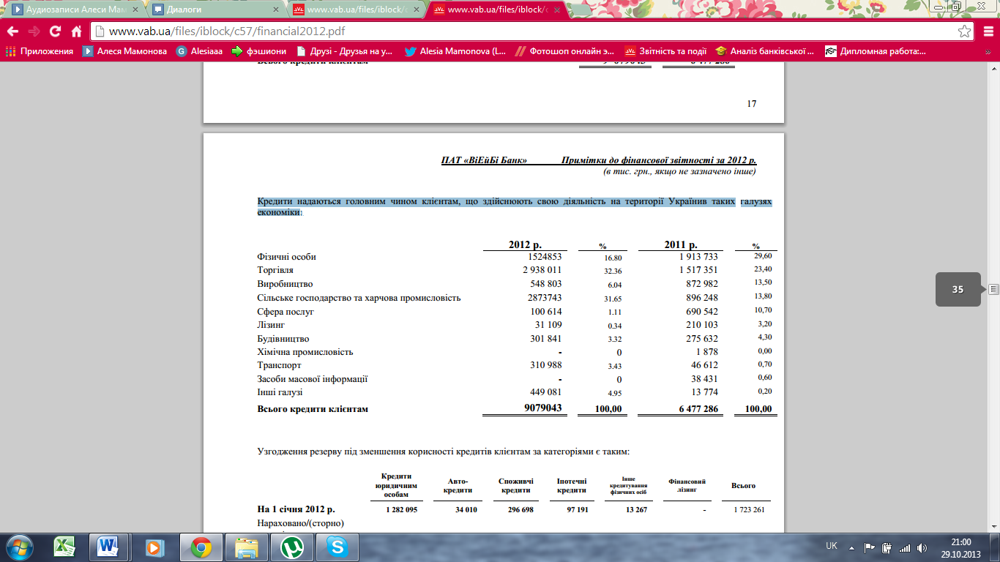 Аудиозаписи Алеси Мам
Диалоги
www.vab.ua/files/iblock/c
www.vab.ua/files/iblock/c
www.vab.ua/files/iblock/c57/financial2012.pdf
Приложения Алеся Мамонова Alesiaaa фэшиони Друзі - Друзья на у... Alesia Mamonova (L... Фотошоп онлайн э... Звітність та події Аналіз банківської ... Дипломная работа:... »
Всього кредити клієнтам 9 079043 6 477 286
17
ПАТ «ВіЕйБі Банк» Примітки до фінансової звітності за 2012 р.
(в тис. грн., якщо не зазначено інше)
Кредити надаються головним чином клієнтам, що здійснюють свою діяльність на території Українив таких галузях
економіки:
2012 р. % 2011 р. %
Фізичні особи 1524853 16.80 1 913 733 29,60
Торгівля 2 938 011 32.36 1 517 351 23,40
Виробництво 548 803 6.04 872 982 13,50
Сільське господарство та харчова промисловість 2873743 31.65 896 248 13,80
Сфера послуг 100 614 1.11 690 542 10,70
Лізинг 31 109 0.34 210 103 3,20
Будівництво 301 841 3.32 275 632 4,30
Хімічна промисловість - 0 1 878 0,00
Транспорт 310 988 3.43 46 612 0,70
Засоби масової інформації - 0 38 431 0,60
Інші галузі 449 081 4.95 13 774 0,20
Всього кредити клієнтам 9079043 100,00 6 477 286 100,00
35
Узгодження резерву під зменшення корисності кредитів клієнтам за категоріями є таким:
Кредити юридичним особам Авто-кредити Споживчі кредити Іпотечні кредити Інше кредитування фізичних осіб Фінансовий лізинг Всього
На 1 січня 2012 р. 1 282 095 34 010 296 698 97 191 13 267 - 1 723 261
Нараховано/(сторно)
UK
21:00
29.10.2013